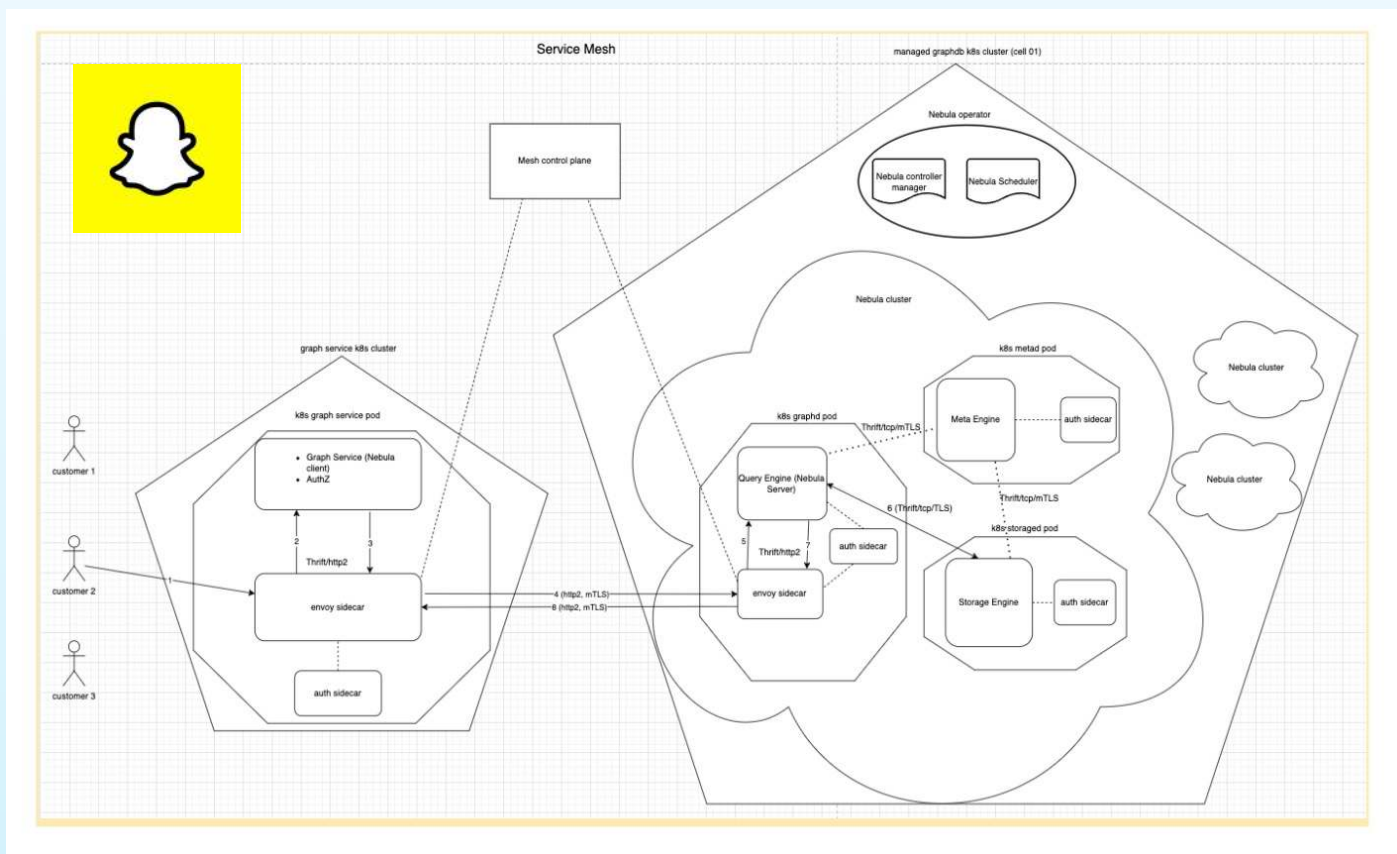 Service Mesh
managed graphdb k8s cluster (cell 01)
Nebula operator
Nebula controller
manager
Nebula Scheduler
Mesh control plane
Nebula cluster
graph service k8s cluster
k8s graph service pod
Graph Service (Nebula
client)
AuthZ
2
3
Thrift/http2
envoy sidecar
auth sidecar
customer 1
customer 2
customer 3
1
4 (http2, mTLS)
8 (http2, mTLS)
k8s graphd pod
Query Engine (Nebula
Server)
5
7
Thrift/http2
envoy sidecar
auth sidecar
Thrift/tcp/mTLS
6 (Thrift/tcp/TLS)
k8s metad pod
Meta Engine
auth sidecar
Thrift/tcp/mTLS
k8s storaged pod
Storage Engine
auth sidecar
Nebula cluster
Nebula cluster